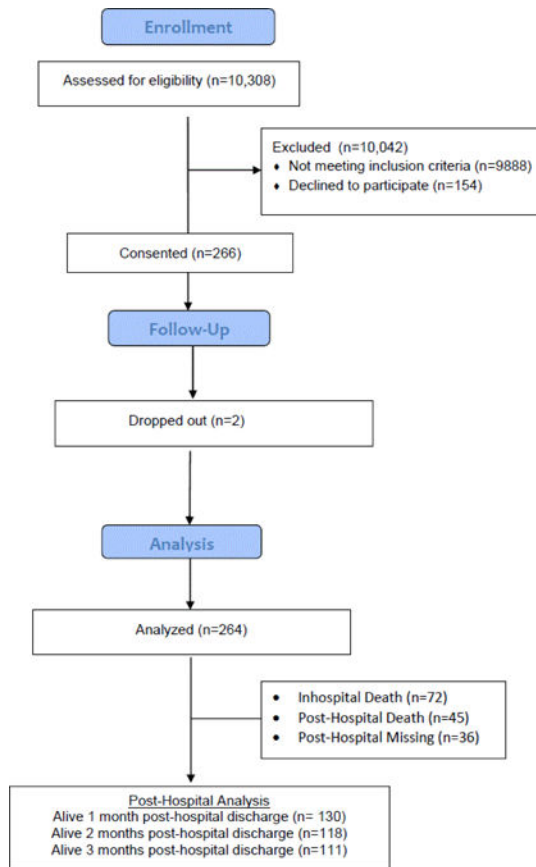 Enrollment
Assessed for eligibility (n=10,308)
Excluded (n=10,042)
♦ Not meeting inclusion criteria (n=9888)
♦ Declined to participate (n=154)
Consented (n=266)
Follow-Up
Dropped out (n=2)
Analysis
Analyzed (n=264)
• Inhospital Death (n=72)
• Post-Hospital Death (n=45)
• Post-Hospital Missing (n=36)
Post-Hospital Analysis
Alive 1 month post-hospital discharge (n= 130)
Alive 2 months post-hospital discharge (n=118)
Alive 3 months post-hospital discharge (n=111)